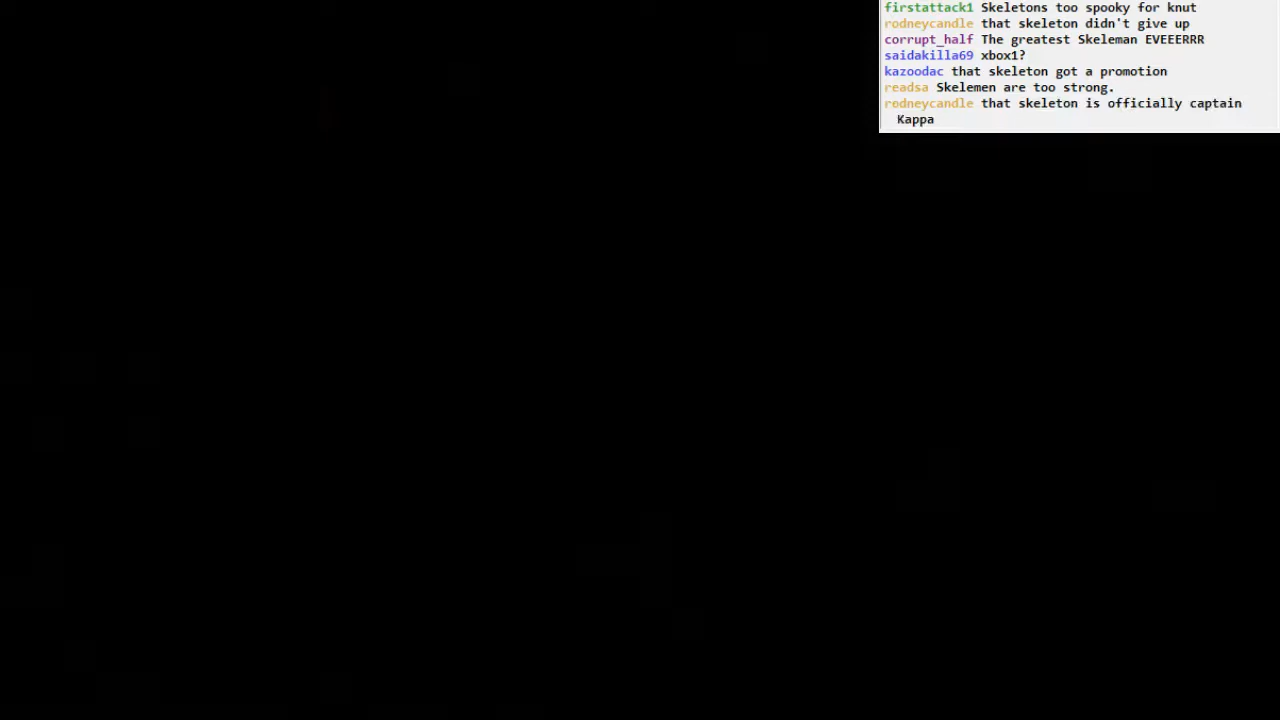 firstattack1 Skeletons too spooky for knut
rodneycandle that skeleton didn't give up
corrupt_half The greatest Skeleman EVEEERRR
saidakilla69 xbox1?
kazoodac that skeleton got a promotion
readsa Skelemen are too strong.
rodneycandle that skeleton is officially captain
Kappa